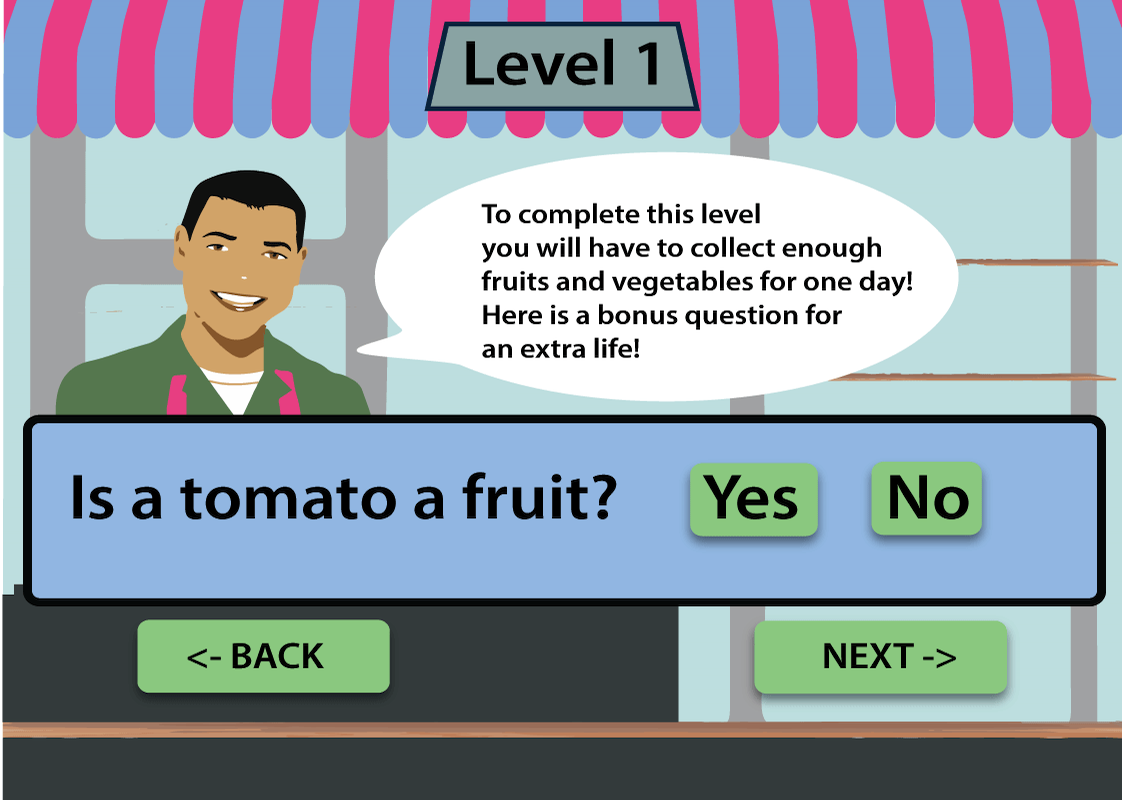 Level 1
To complete this level
you will have to collect enough
fruits and vegetables for one day!
Here is a bonus question for
an extra life!
Is a tomato a fruit? Yes No
<- BACK NEXT ->